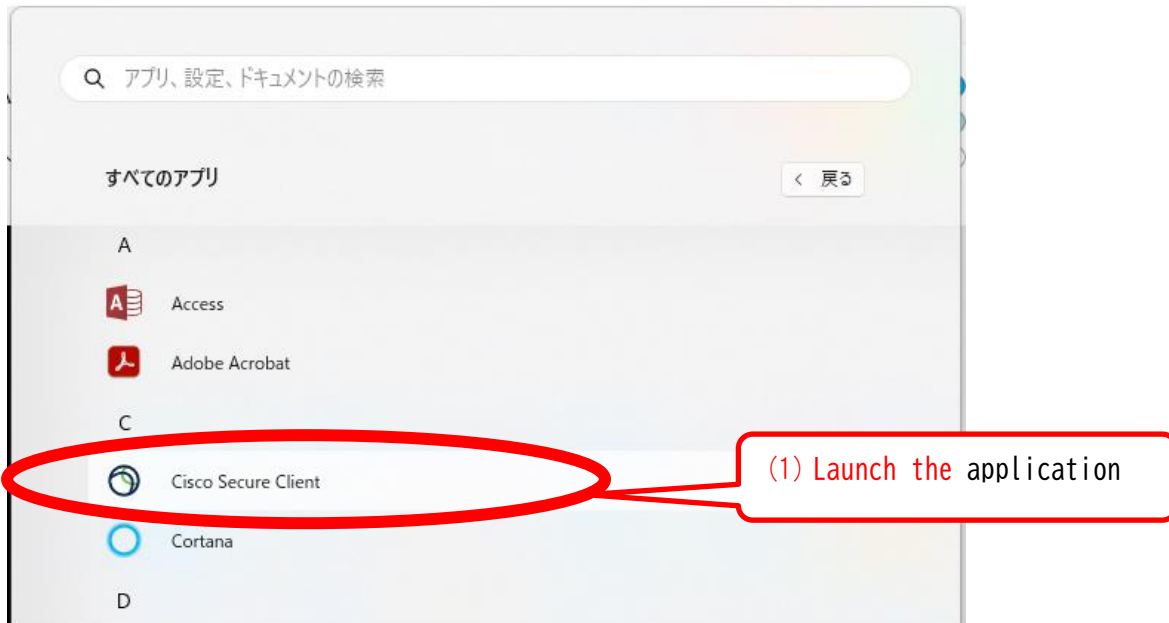 アプリ、設定、ドキュメントの検索
すべてのアプリ
< 戻る
A
Access
Adobe Acrobat
C
Cisco Secure Client
(1) Launch the application
Cortana
D